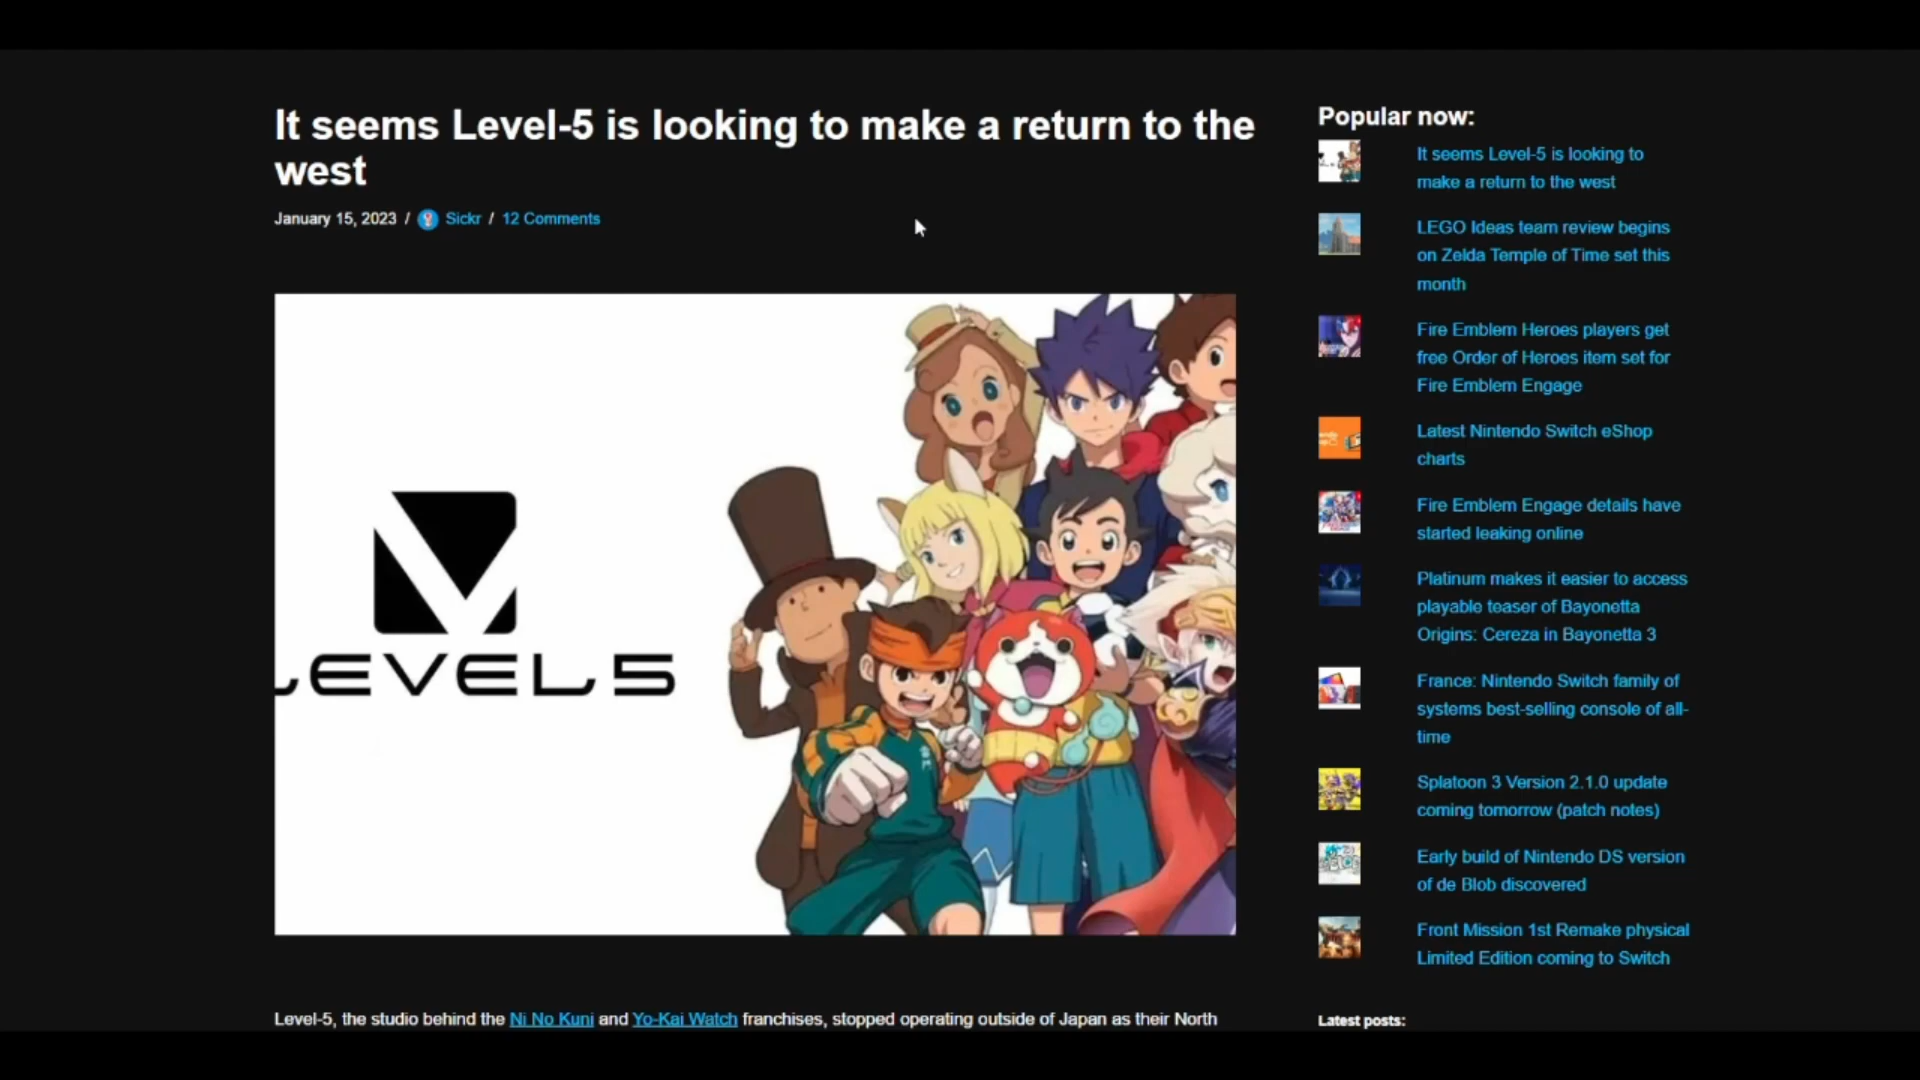 It seems Level-5 is looking to make a return to the
west
January 15, 2023 / Sickr / 12 Comments
LEVEL5
Level-5, the studio behind the Ni No Kuni and Yo-Kai Watch franchises, stopped operating outside of Japan as their North
Popular now:
It seems Level-5 is looking to
make a return to the west
LEGO Ideas team review begins
on Zelda Temple of Time set this
month
Fire Emblem Heroes players get
free Order of Heroes item set for
Fire Emblem Engage
Latest Nintendo Switch eShop
charts
Fire Emblem Engage details have
started leaking online
Platinum makes it easier to access
playable teaser of Bayonetta
Origins: Cereza in Bayonetta 3
France: Nintendo Switch family of
systems best-selling console of all-
time
Splatoon 3 Version 2.1.0 update
coming tomorrow (patch notes)
Early build of Nintendo DS version
of de Blob discovered
Front Mission 1st Remake physical
Limited Edition coming to Switch
Latest posts: